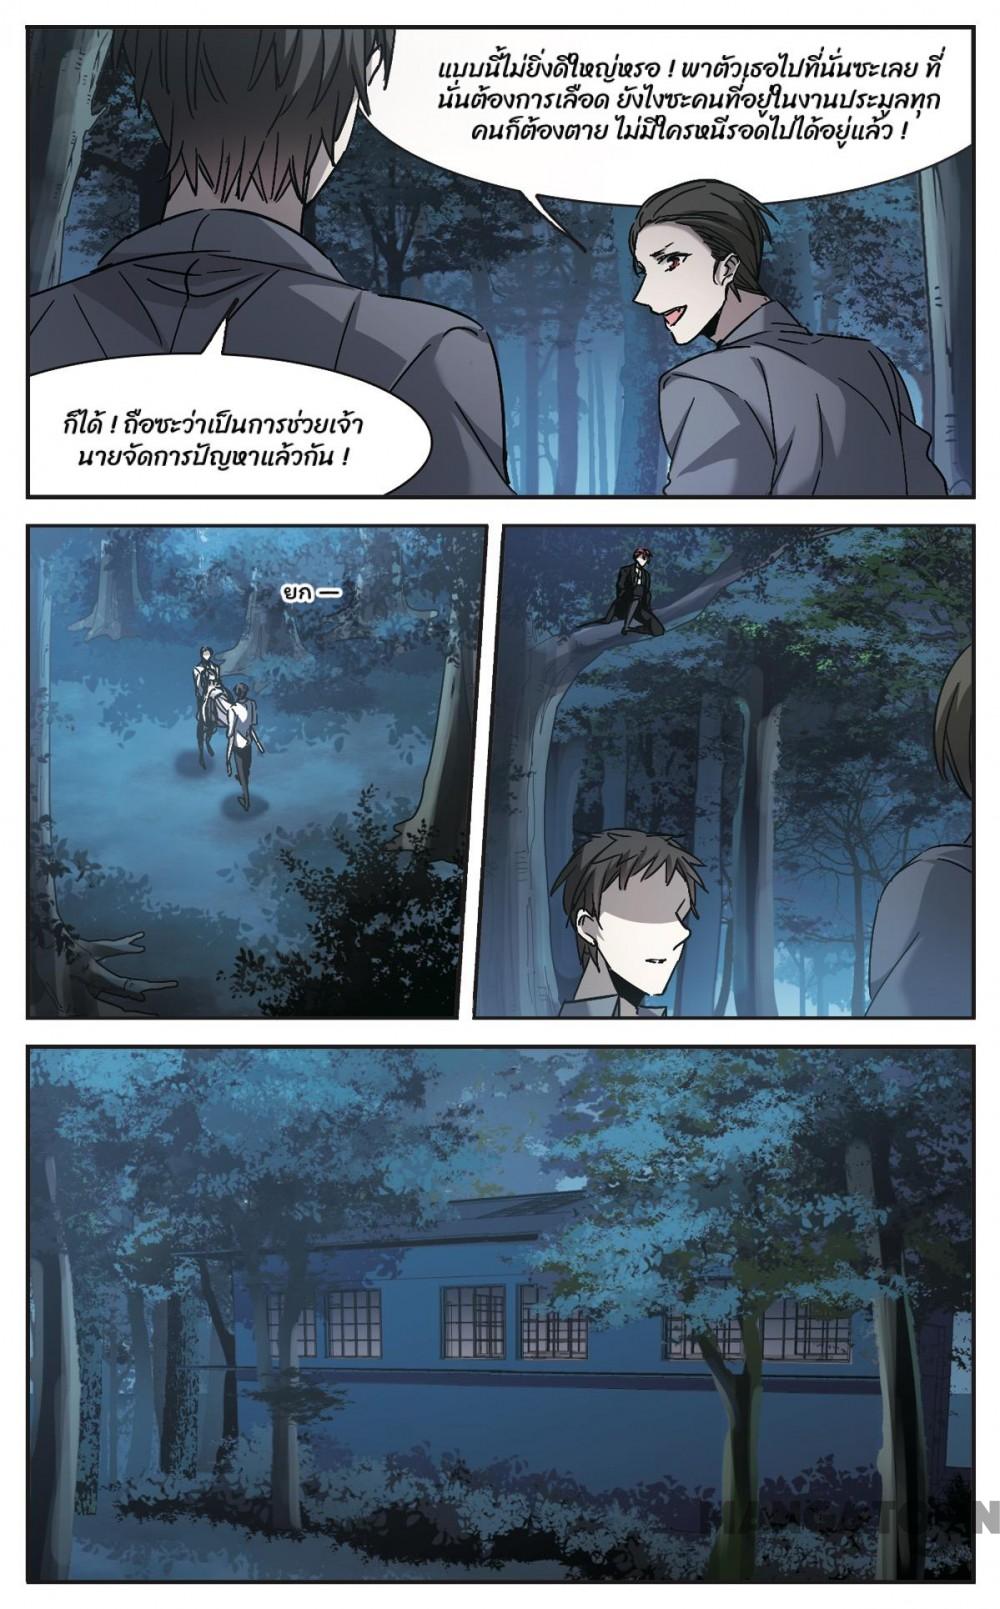 แบบนี้ไม่ยิ่งดีใหญ่หรอ ! พาตัวเธอไปที่นั่นซะเลย ที่
นั่นต้องการเลือด ยังไงซะคนที่อยู่ในงานประมูลทุก
คนก็ต้องตาย ไม่มีใครหนีรอดไปได้อยู่แล้ว !
ก็ได้ ! ถือซะว่าเป็นการช่วยเจ้า
นายจัดการปัญหาแล้วกัน !
ยก —
MANGATOON